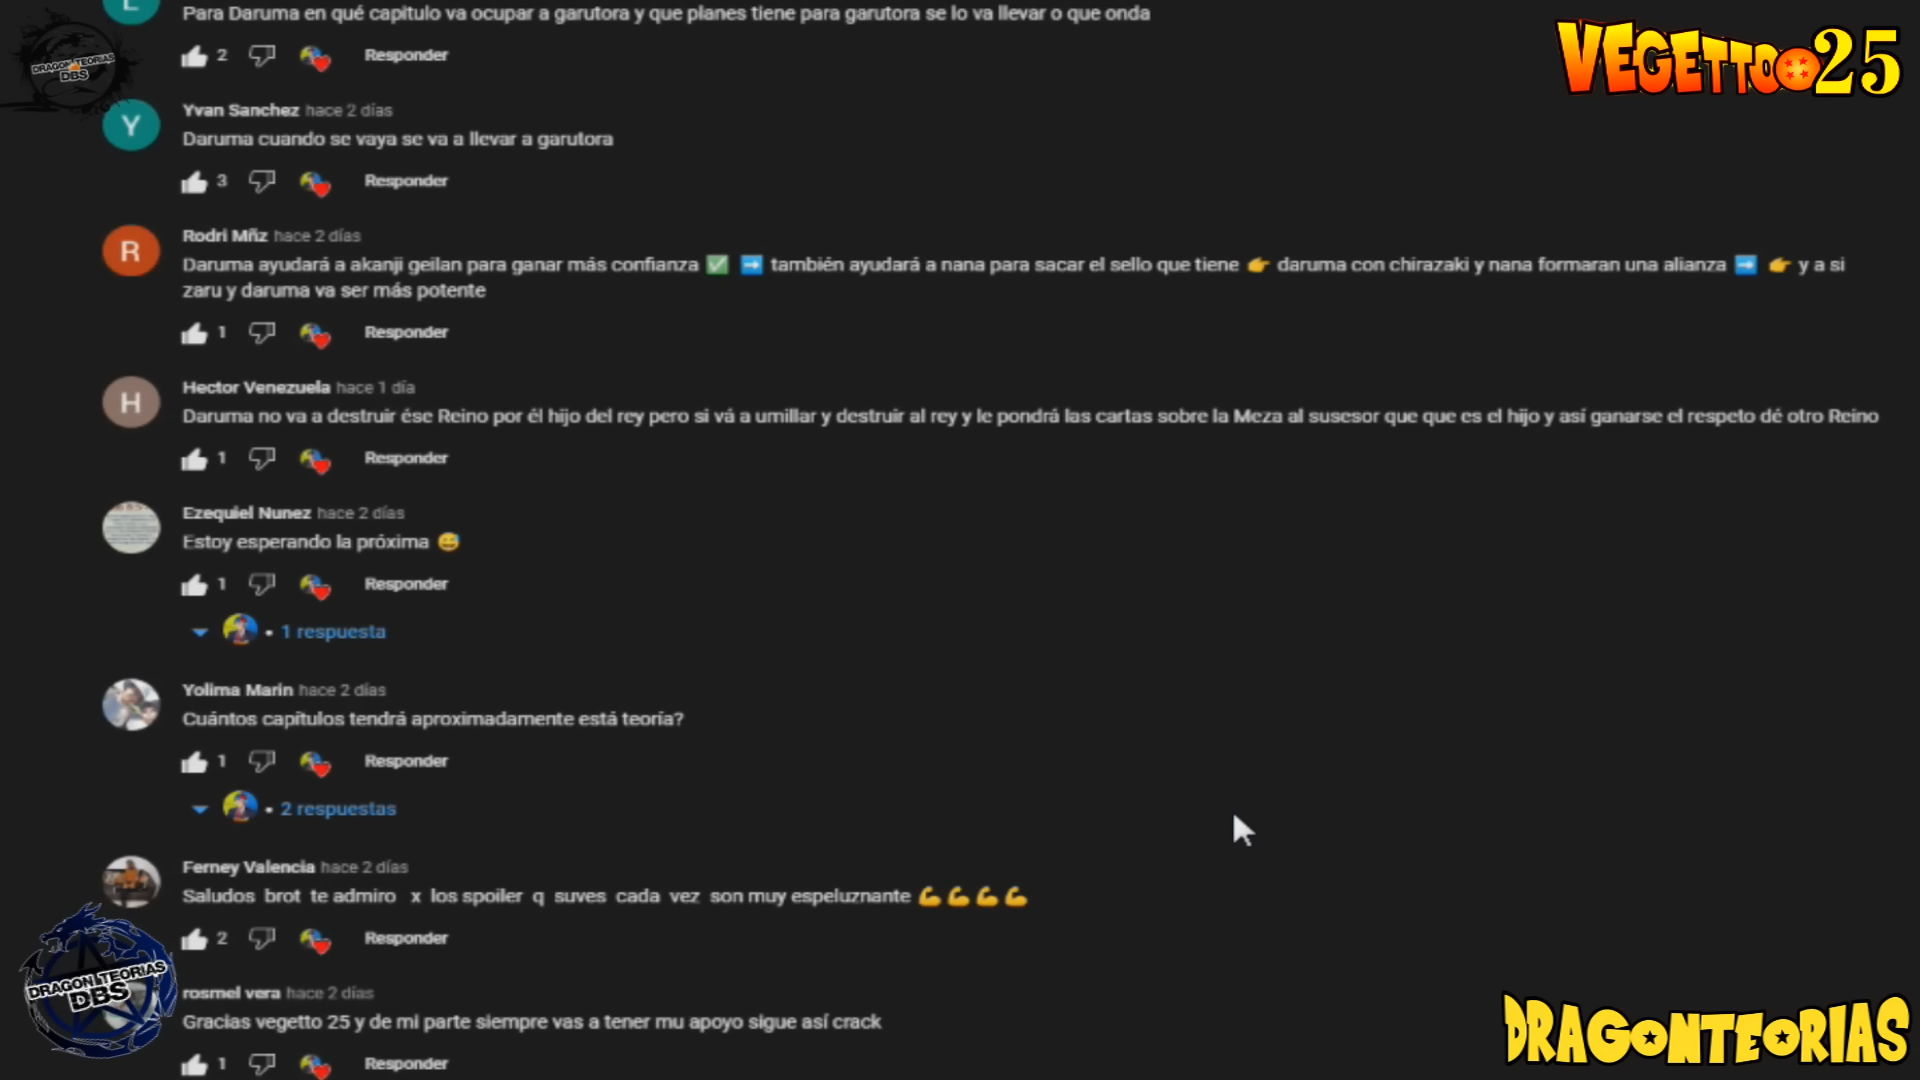 Para Daruma en qué capitulo va ocupar a garutora y que planes tiene para garutora se lo va llevar o que onda
2 Responder
DRAGON TEORIAS
DBS
VEGETTO 25
Y
Yvan Sanchez hace 2 días
Daruma cuando se vaya se va a llevar a garutora
3 Responder
R
Rodri Mñz hace 2 días
Daruma ayudará a akanji geilan para ganar más confianza ✅ ➡️ también ayudará a nana para sacar el sello que tiene 👉 daruma con chirazaki y nana formaran una alianza ➡️ 👉 y a si
zaru y daruma va ser más potente
1 Responder
H
Hector Venezuela hace 1 día
Daruma no va a destruir ése Reino por él hijo del rey pero si vá a umillar y destruir al rey y le pondrá las cartas sobre la Meza al susesor que que es el hijo y así ganarse el respeto dé otro Reino
1 Responder
Ezequiel Nunez hace 2 días
Estoy esperando la próxima 😅
1 Responder
• 1 respuesta
Yolima Marin hace 2 días
Cuántos capítulos tendrá aproximadamente está teoría?
1 Responder
• 2 respuestas
Ferney Valencia hace 2 días
Saludos brot te admiro x los spoiler q suves cada vez son muy espeluznante 💪💪💪💪
2 Responder
DRAGON TEORIAS
DBS
rosmel vera hace 2 días
Gracias vegetto 25 y de mi parte siempre vas a tener mu apoyo sigue así crack
1 Responder
DRAGONTEORIAS